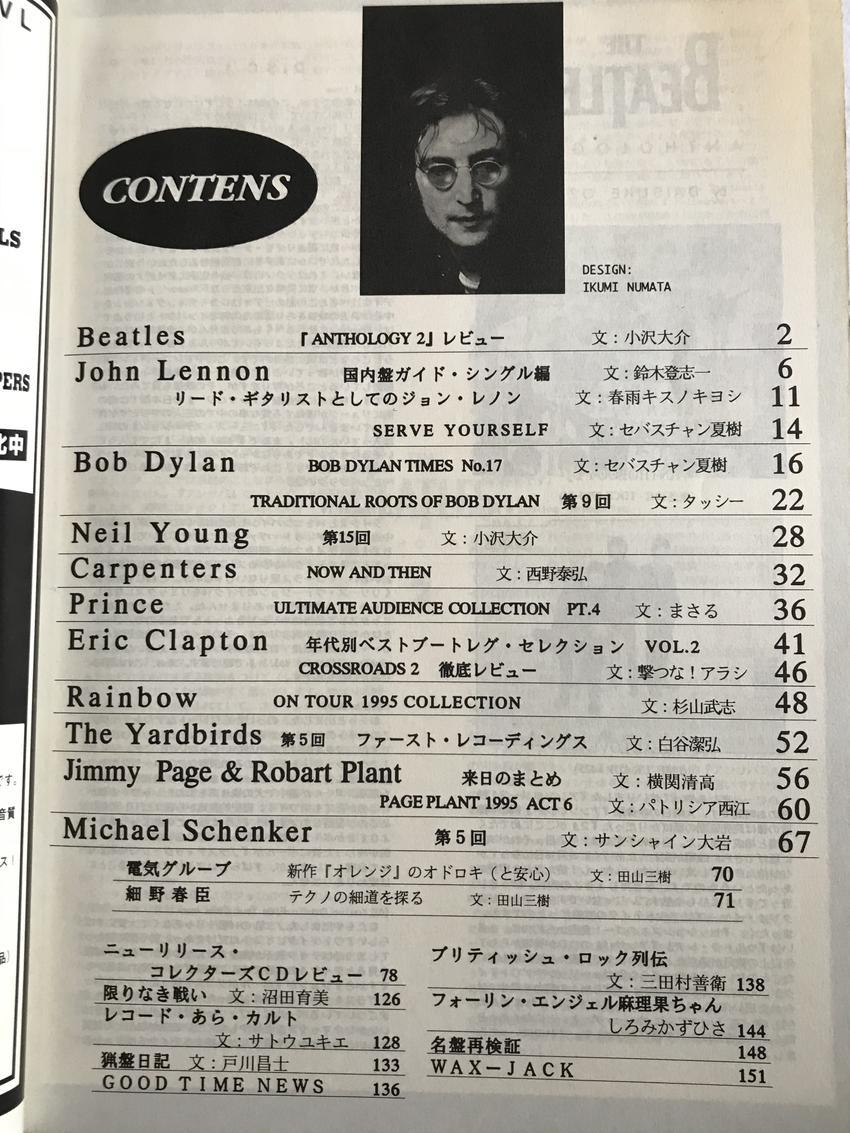 CONTENS
DESIGN:
IKUMI NUMATA
Beatles 『ANTHOLOGY 2』レビュー 文：小沢大介 2
John Lennon 国内盤ガイド・シングル編 文：鈴木登志一 6
リード・ギタリストとしてのジョン・レノン 文：春雨キスノキヨシ 11
SERVE YOURSELF 文：セバスチャン夏樹 14
Bob Dylan BOB DYLAN TIMES No.17 文：セバスチャン夏樹 16
TRADITIONAL ROOTS OF BOB DYLAN 第9回 文：タッシー 22
Neil Young 第15回 文：小沢大介 28
Carpenters NOW AND THEN 文：西野泰弘 32
Prince ULTIMATE AUDIENCE COLLECTION PT.4 文：まさる 36
Eric Clapton 年代別ベストブートレグ・セレクション VOL.2 41
CROSSROADS 2 徹底レビュー 文：撃つな！アラシ 46
Rainbow ON TOUR 1995 COLLECTION 文：杉山武志 48
The Yardbirds 第5回 ファースト・レコーディングス 文：白谷潔弘 52
Jimmy Page & Robart Plant 来日のまとめ 文：横関清高 56
PAGE PLANT 1995 ACT 6 文：パトリシア西江 60
Michael Schenker 第5回 文：サンシャイン大岩 67
電気グルーブ 新作『オレンジ』のオドロキ（と安心） 文：田山三樹 70
細野春臣 テクノの細道を探る 文：田山三樹 71
ニューリリース・
コレクターズCDレビュー 78
限りなき戦い 文：沼田育美 126
レコード・あら・カルト
文：サトウユキエ 128
猟盤日記 文：戸川昌士 133
GOOD TIME NEWS 136
ブリティッシュ・ロック列伝
文：三田村善衛 138
フォーリン・エンジェル麻理果ちゃん
しろみかずひさ 144
名盤再検証 148
WAX－JACK 151